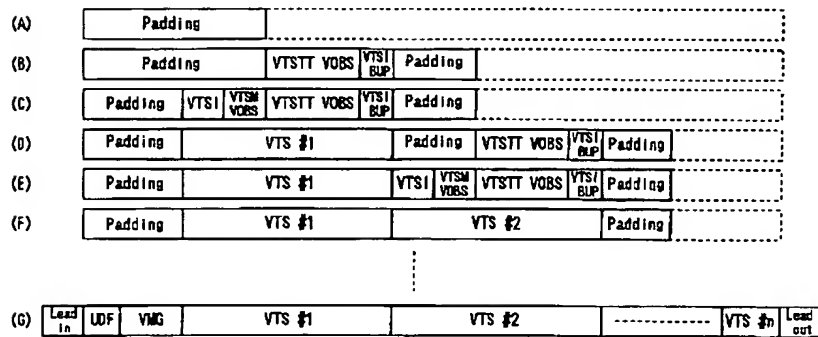 (A) Padding
(B) Padding VTSTT VOBS VTSI BUP Padding
(C) Padding VTSI VTSM VOBS VTSTT VOBS VTSI BUP Padding
(D) Padding VTS #1 Padding VTSTT VOBS VTSI BUP Padding
(E) Padding VTS #1 VTSI VTSM VOBS VTSTT VOBS VTSI BUP Padding
(F) Padding VTS #1 VTS #2 Padding
(G) Lead in UDF VMG VTS #1 VTS #2 VTS #n Lead out